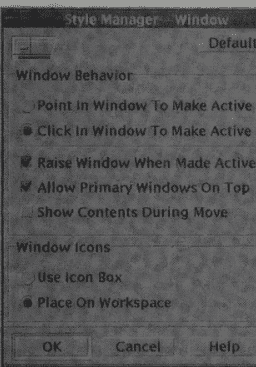 Style Manager - Window
Default
Window Behavior
Point In Window To Make Active
Click In Window To Make Active
Raise Window When Made Active
Allow Primary Windows On Top
Show Contents During Move
Window Icons
Use Icon Box
Place On Workspace
OK Cancel Help